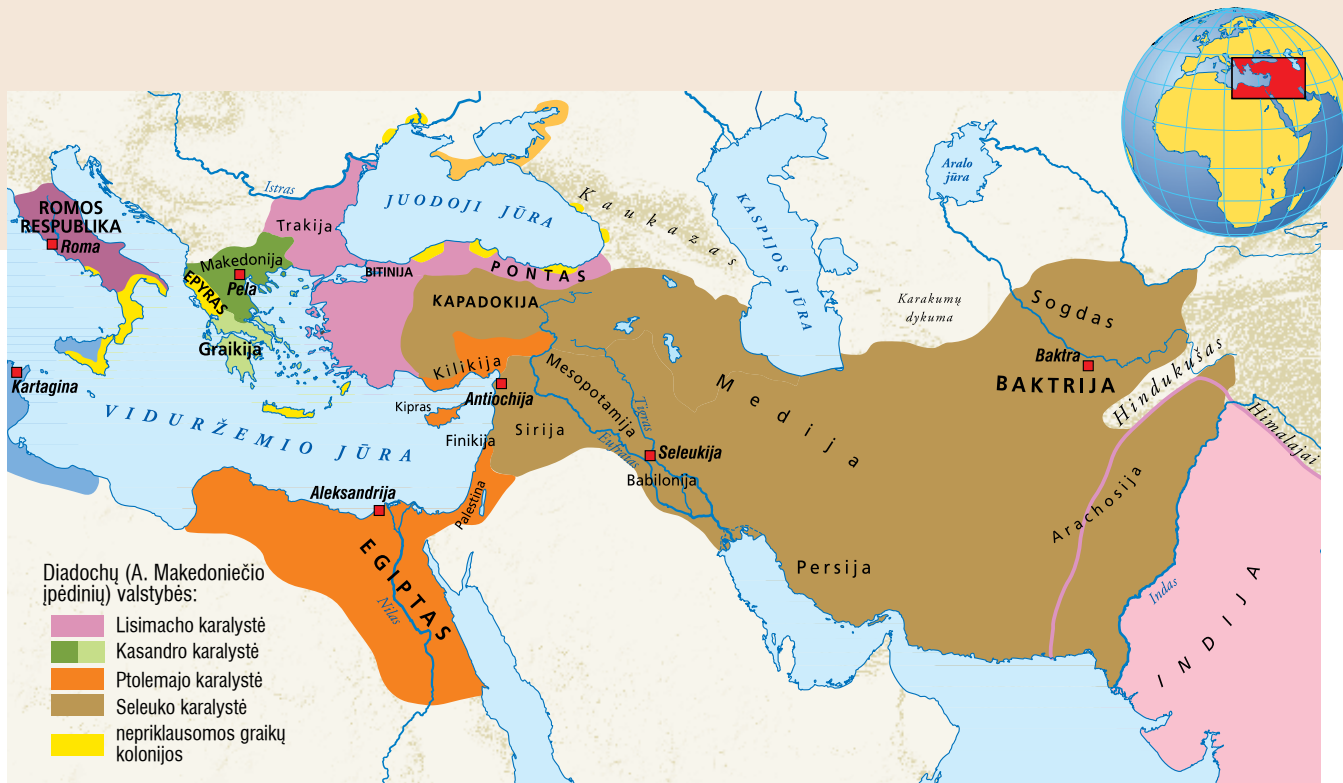 Istras
JUODOJI JŪRA
Kaukazas
KASPIJOS JŪRA
Aralo
jūra
ROMOS
RESPUBLIKA
Roma
Trakija
Makedonija
Pela
EPYRAS
Graikija
BITINIJA
PONTAS
KAPADOKIJA
Kilikija
Karakumų
dykuma
Sogdas
Baktra
BAKTRIJA
Hindukušas
Himalajai
Kartagina
VIDURŽEMIO JŪRA
Kipras
Antiochija
Finikija
Sirija
Mesopotamija
Tigras
Eufratas
Seleukija
Babilonija
Medija
Arachosija
Persija
Indas
INDIJA
Aleksandrija
Palestina
EGIPTAS
Nilas
Diadochų (A. Makedoniečio
įpėdinių) valstybės:
Lisimacho karalystė
Kasandro karalystė
Ptolemajo karalystė
Seleuko karalystė
nepriklausomos graikų
kolonijos